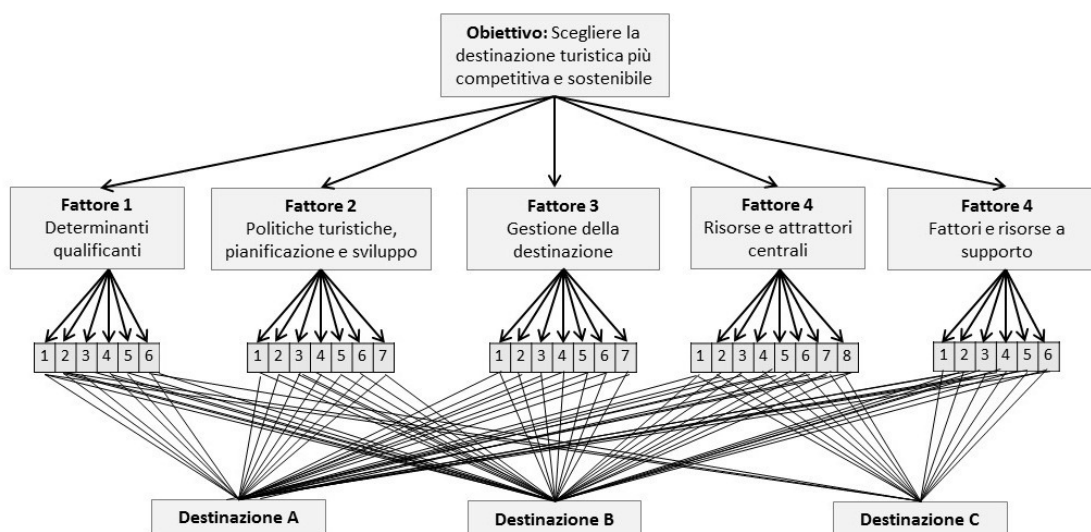 Obiettivo: Scegliere la
destinazione turistica più
competitiva e sostenibile
Fattore 1
Determinanti
qualificanti
Fattore 2
Politiche turistiche,
pianificazione e sviluppo
Fattore 3
Gestione della
destinazione
Fattore 4
Risorse e attrattori
centrali
Fattore 4
Fattori e risorse a
supporto
1 2 3 4 5 6
1 2 3 4 5 6 7
1 2 3 4 5 6 7
1 2 3 4 5 6 7 8
1 2 3 4 5 6
Destinazione A
Destinazione B
Destinazione C